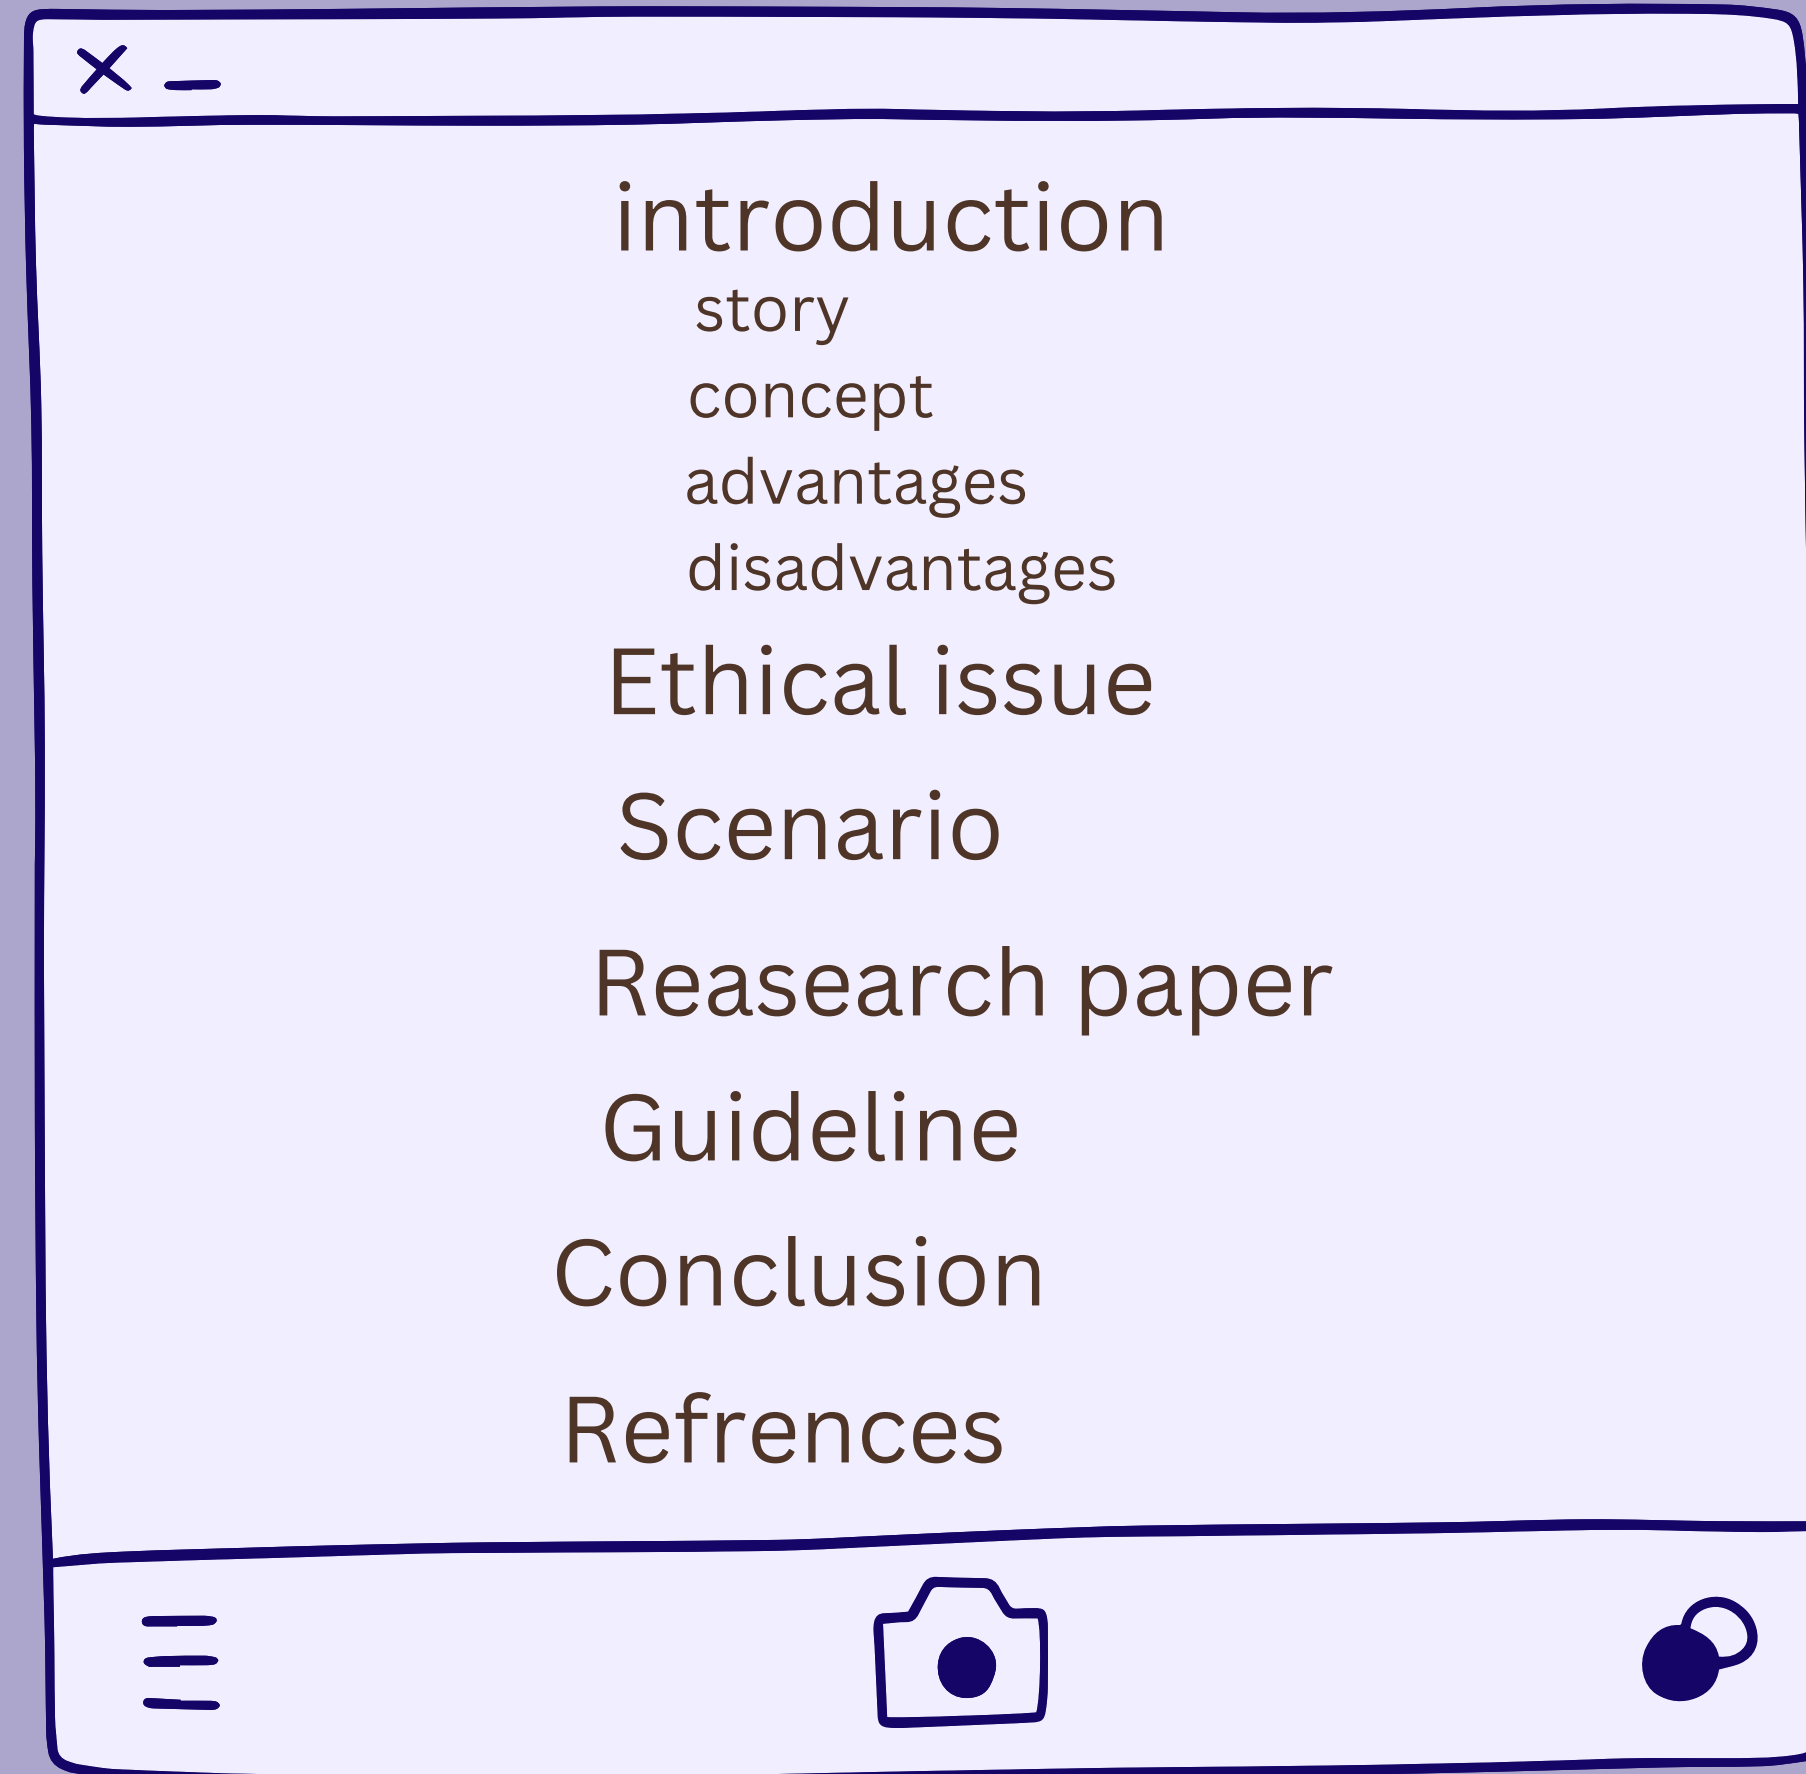 introduction
story
concept
advantages
disadvantages
Ethical issue
Scenario
Reasearch paper
Guideline
Conclusion
Refrences